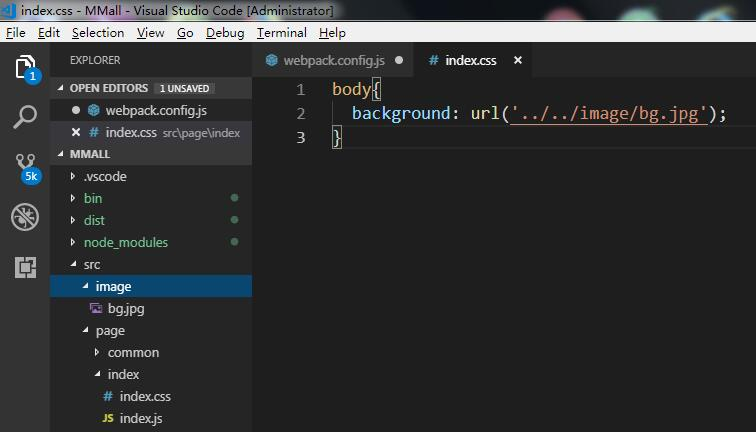 index.css - MMall - Visual Studio Code [Administrator]
File Edit Selection View Go Debug Terminal Help
EXPLORER
webpack.config.js
# index.css ×
1
OPEN EDITORS 1 UNSAVED
webpack.config.js
× # index.css src\page\index
MMALL
5k
.vscode
bin
dist
node_modules
src
image
bg.jpg
page
common
index
# index.css
JS index.js
1 body{
2 background: url('../../image/bg.jpg');
3 }